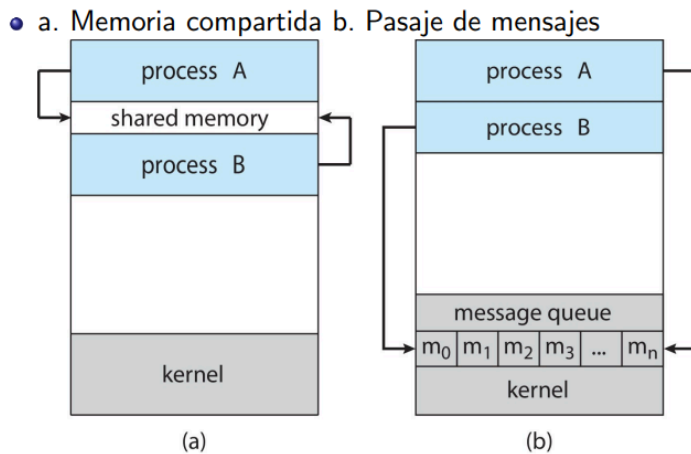 a. Memoria compartida b. Pasaje de mensajes
process A
shared memory
process B
kernel
(a)
process A
process B
message queue
m0 m1 m2 m3 ... mn
kernel
(b)